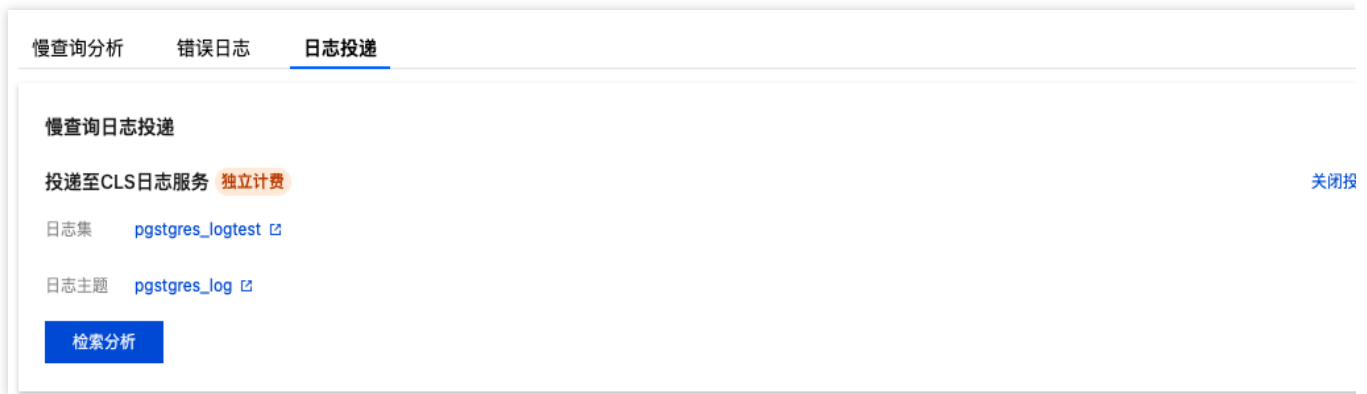 慢查询分析 错误日志 日志投递
慢查询日志投递
投递至CLS日志服务 独立计费 关闭投
日志集 pgstgres_logtest
日志主题 pgstgres_log
检索分析